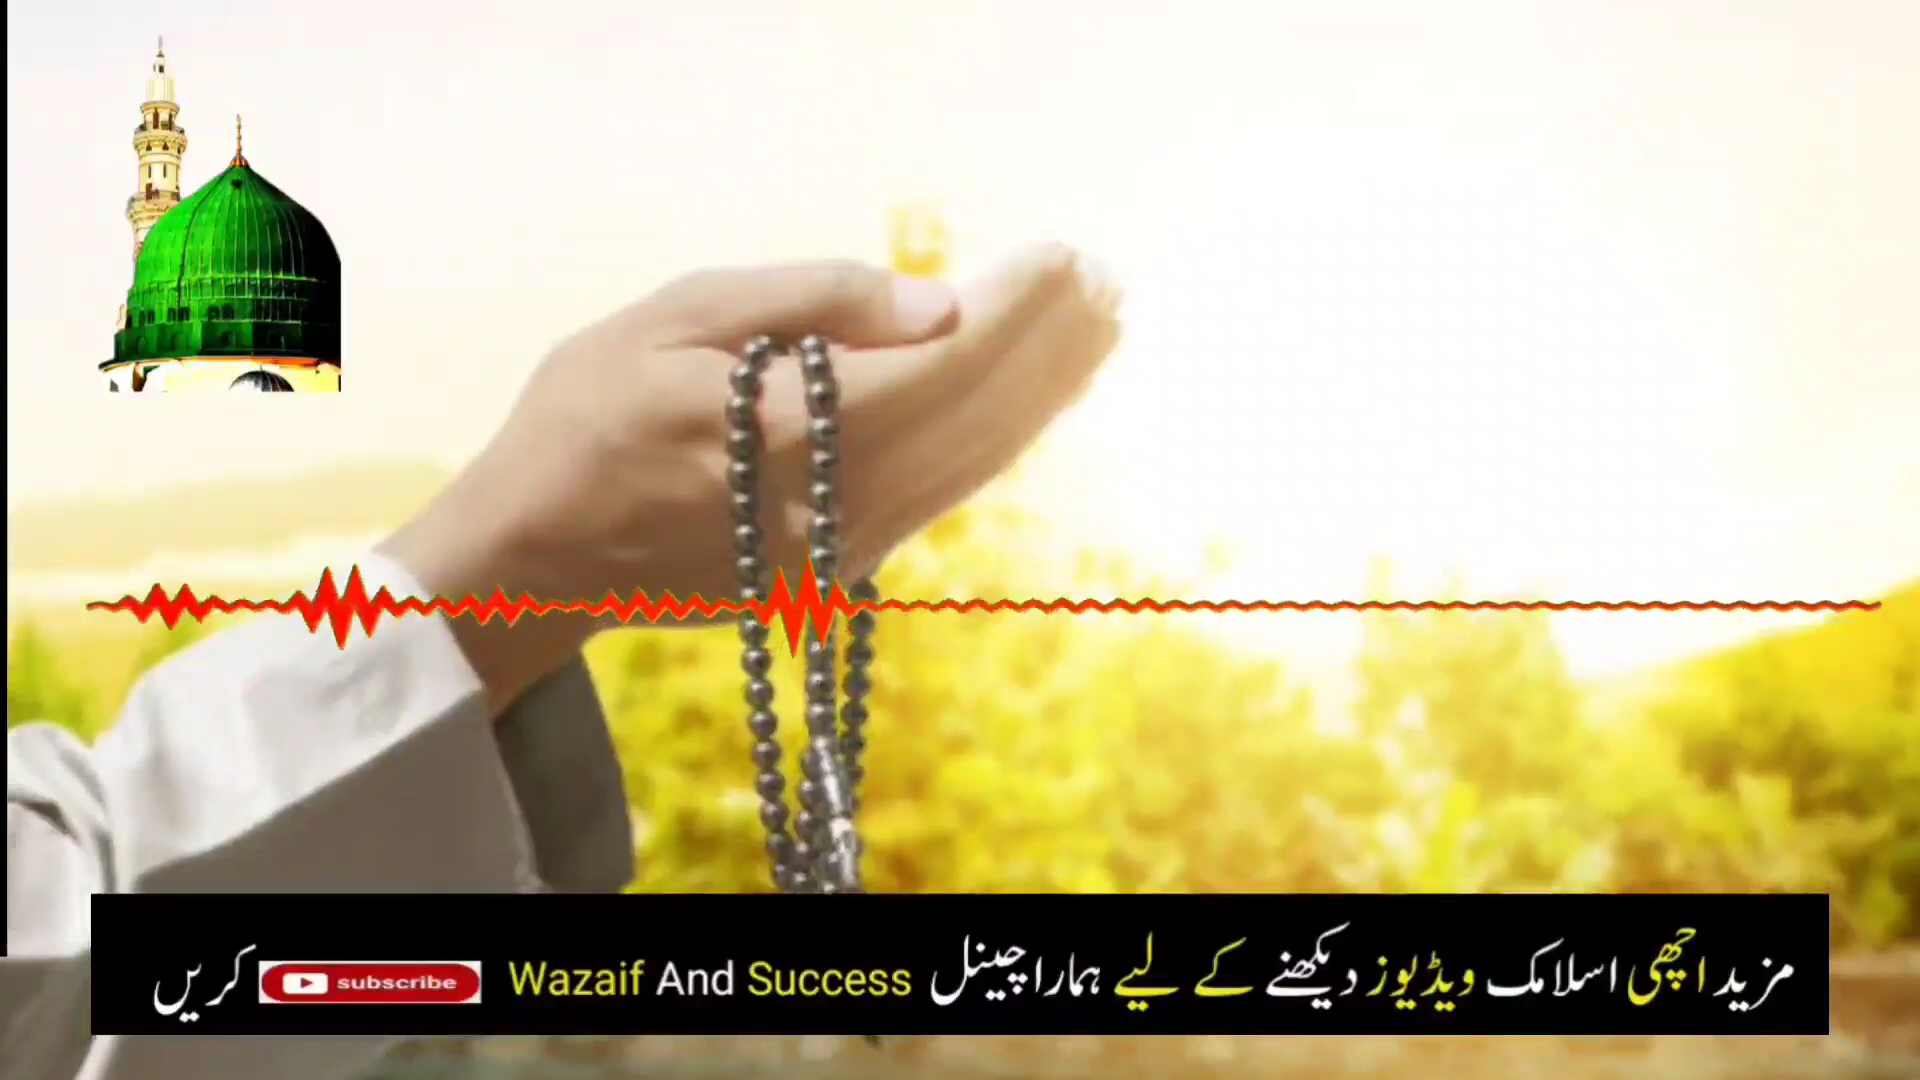 مزید اچھی اسلامک ویڈیوز دیکھنے کے لیے ہمارا چینل Wazaif And Success subscribe کریں